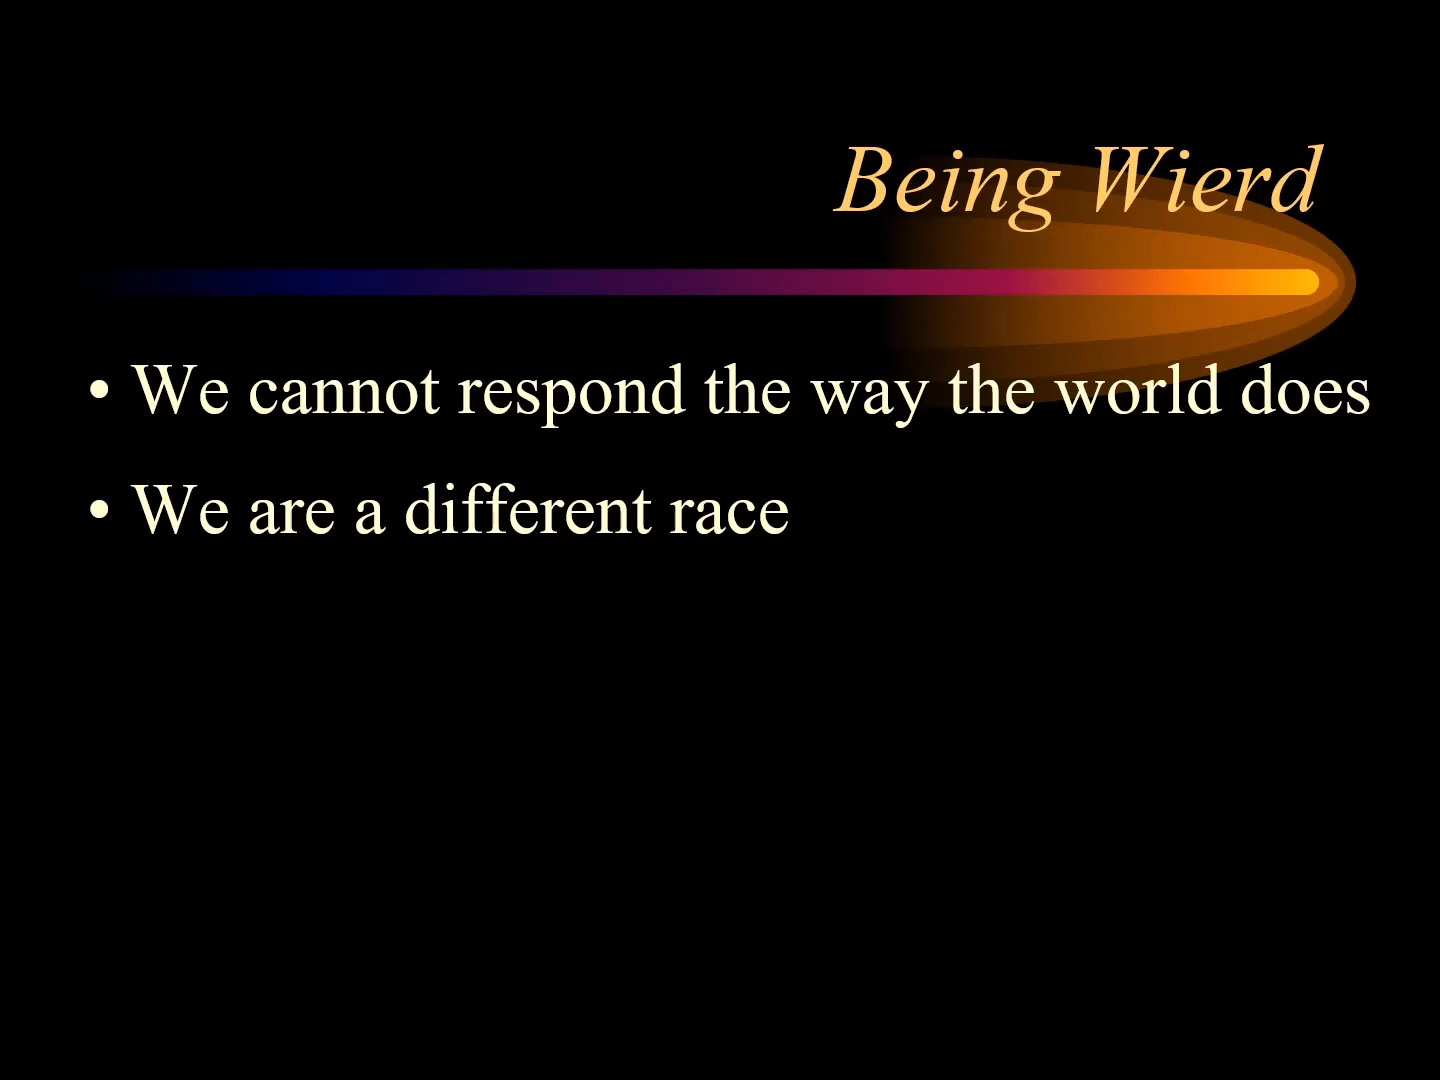 Being Wierd
• We cannot respond the way the world does
• We are a different race